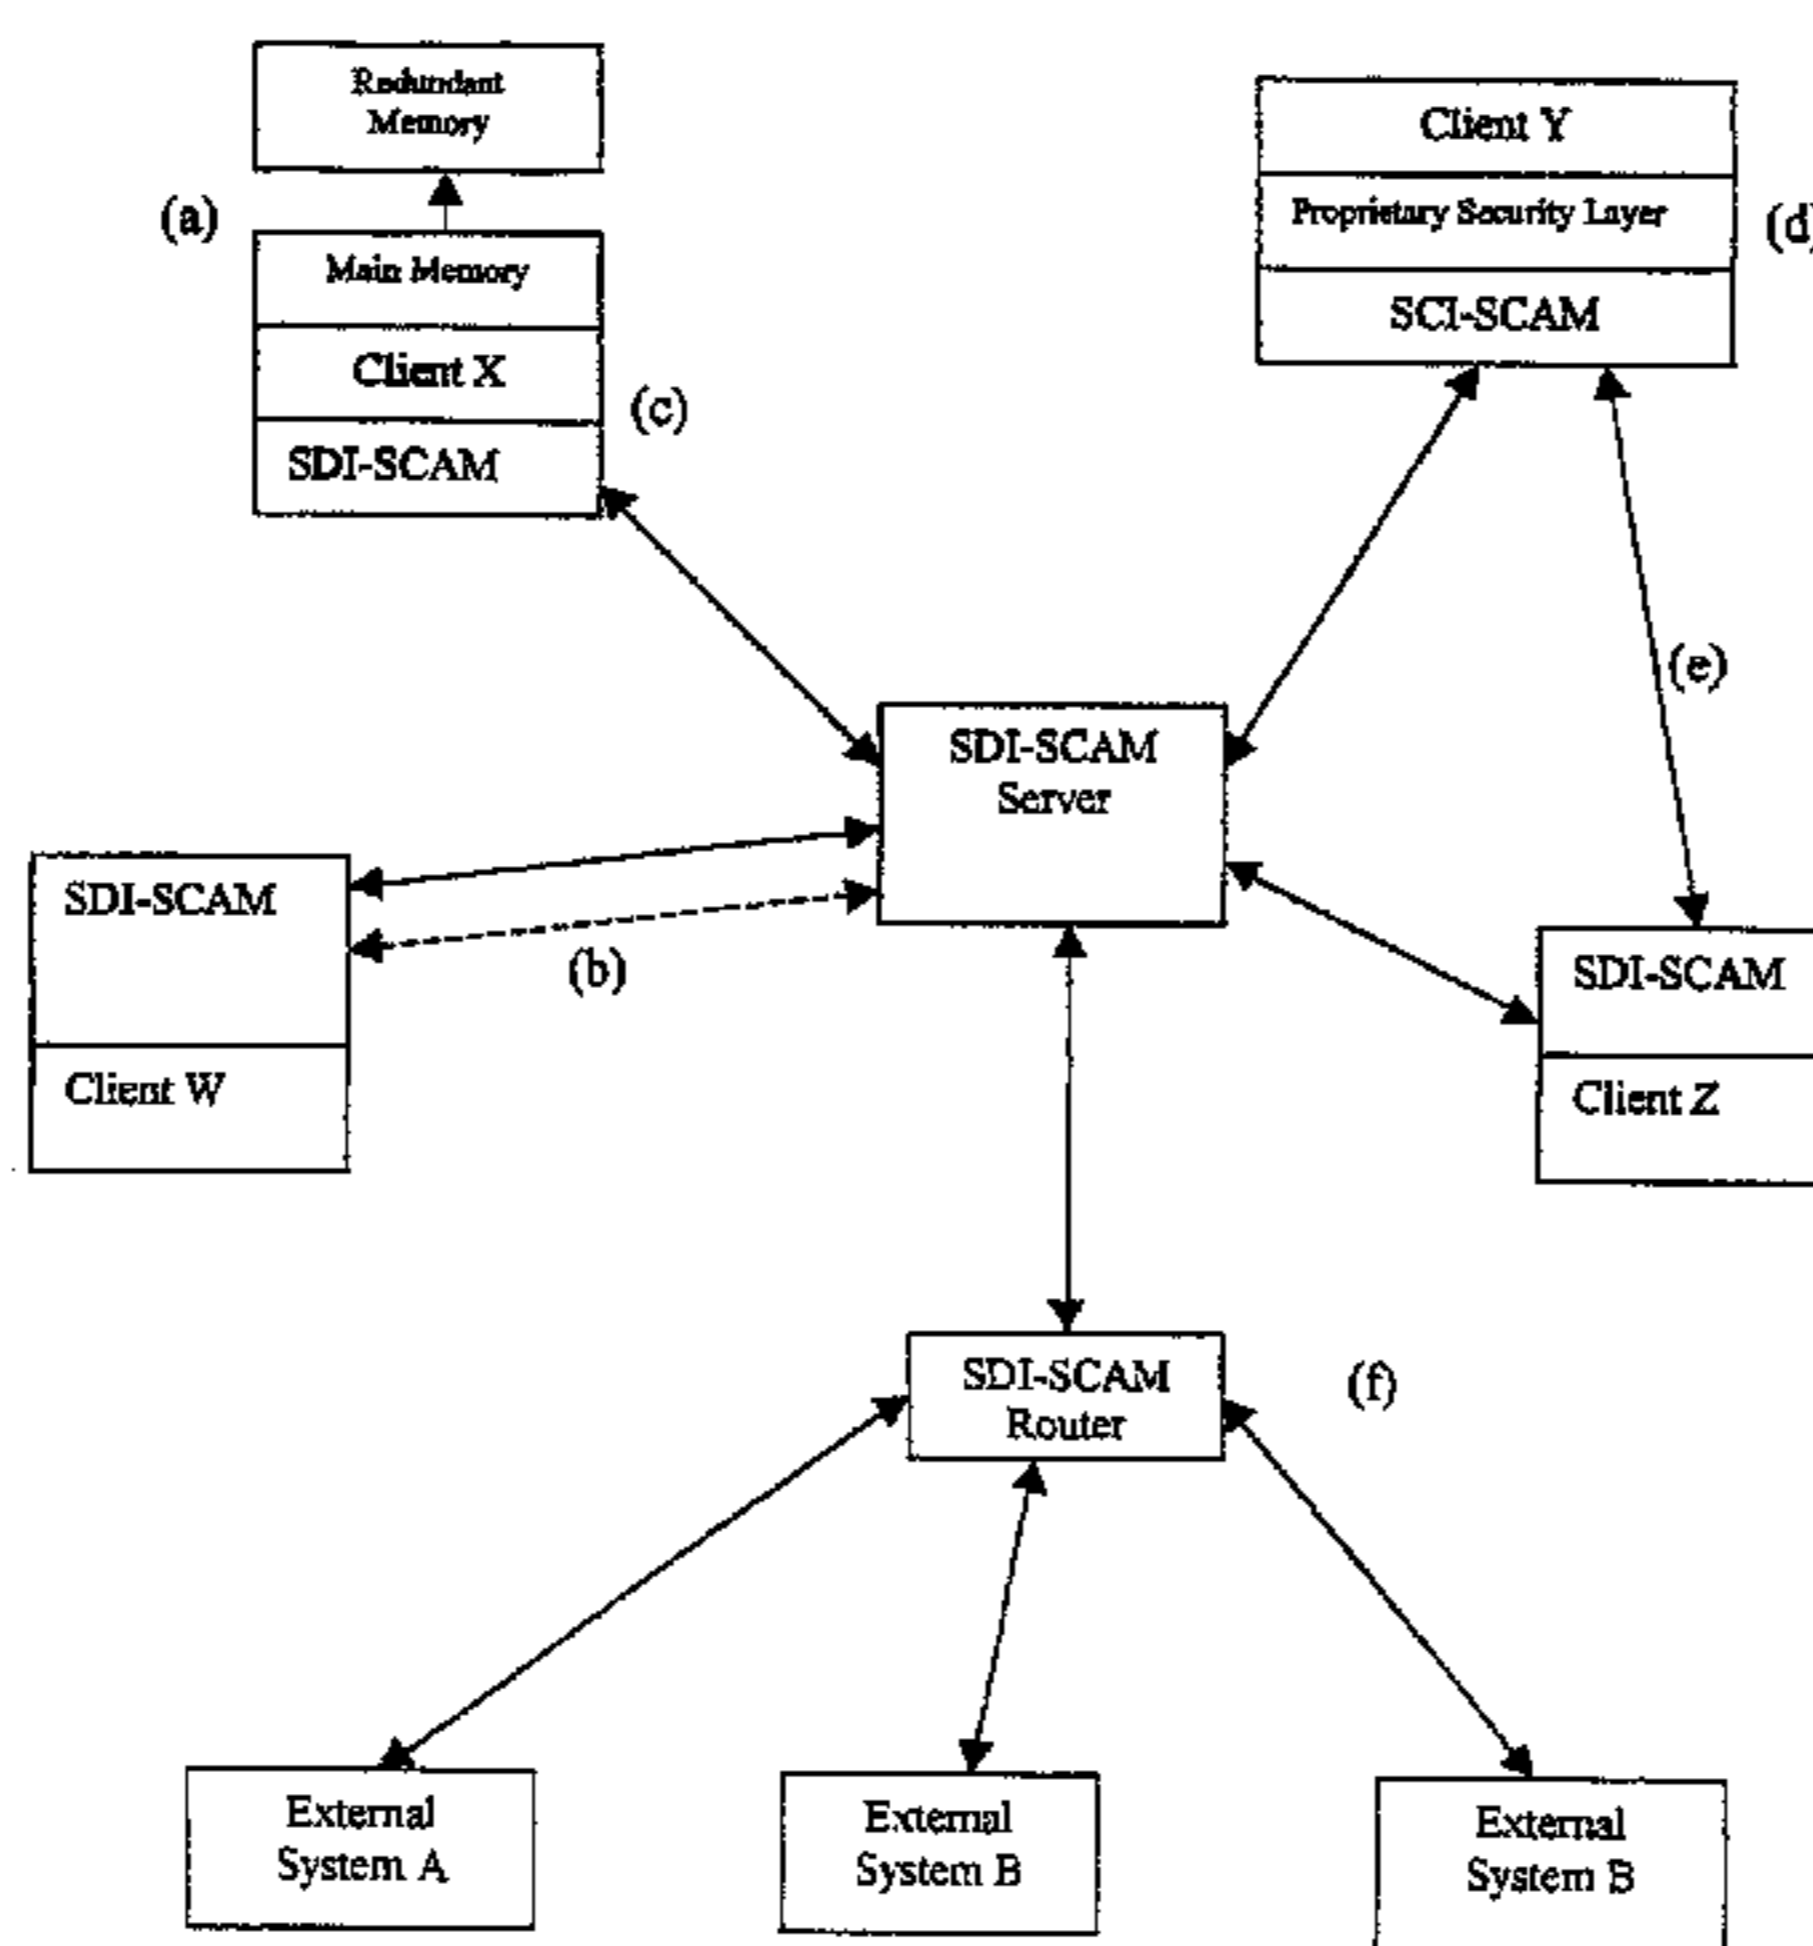 Redundant
Memory
(a)
Main Memory
Client X
(c)
SDI-SCAM
Client Y
Proprietary Security Layer
(d)
SCI-SCAM
(e)
SDI-SCAM
Server
SDI-SCAM
(b)
Client W
SDI-SCAM
Client Z
SDI-SCAM
Router
(f)
External
System A
External
System B
External
System B